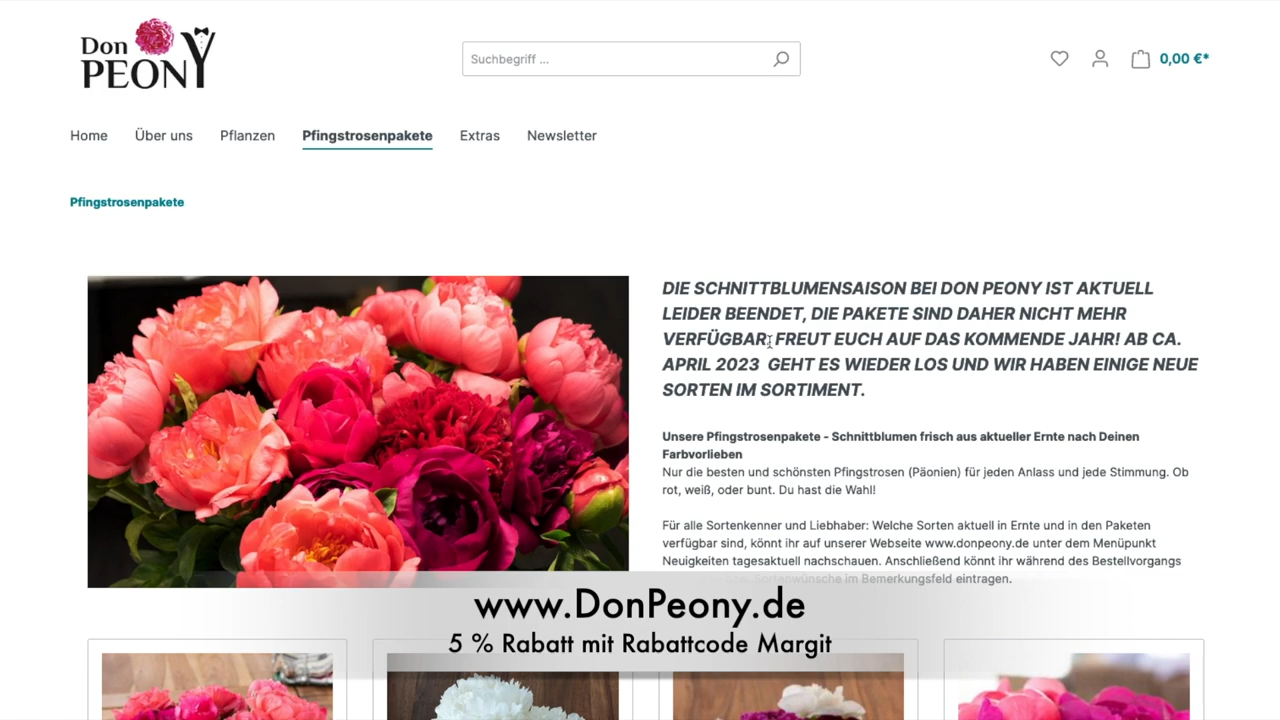 Don
PEONY
Suchbegriff ...
0,00 €*
Home Über uns Pflanzen Pfingstrosenpakete Extras Newsletter
Pfingstrosenpakete
DIE SCHNITTBLUMENSAISON BEI DON PEONY IST AKTUELL
LEIDER BEENDET, DIE PAKETE SIND DAHER NICHT MEHR
VERFÜGBAR. FREUT EUCH AUF DAS KOMMENDE JAHR! AB CA.
APRIL 2023 GEHT ES WIEDER LOS UND WIR HABEN EINIGE NEUE
SORTEN IM SORTIMENT.
Unsere Pfingstrosenpakete - Schnittblumen frisch aus aktueller Ernte nach Deinen
Farbvorlieben
Nur die besten und schönsten Pfingstrosen (Päonien) für jeden Anlass und jede Stimmung. Ob
rot, weiß, oder bunt. Du hast die Wahl!
Für alle Sortenkenner und Liebhaber: Welche Sorten aktuell in Ernte und in den Paketen
verfügbar sind, könnt ihr auf unserer Webseite www.donpeony.de unter dem Menüpunkt
Neuigkeiten tagesaktuell nachschauen. Anschließend könnt ihr während des Bestellvorgangs
Sortenwünsche im Bemerkungsfeld eintragen.
www.DonPeony.de
5 % Rabatt mit Rabattcode Margit